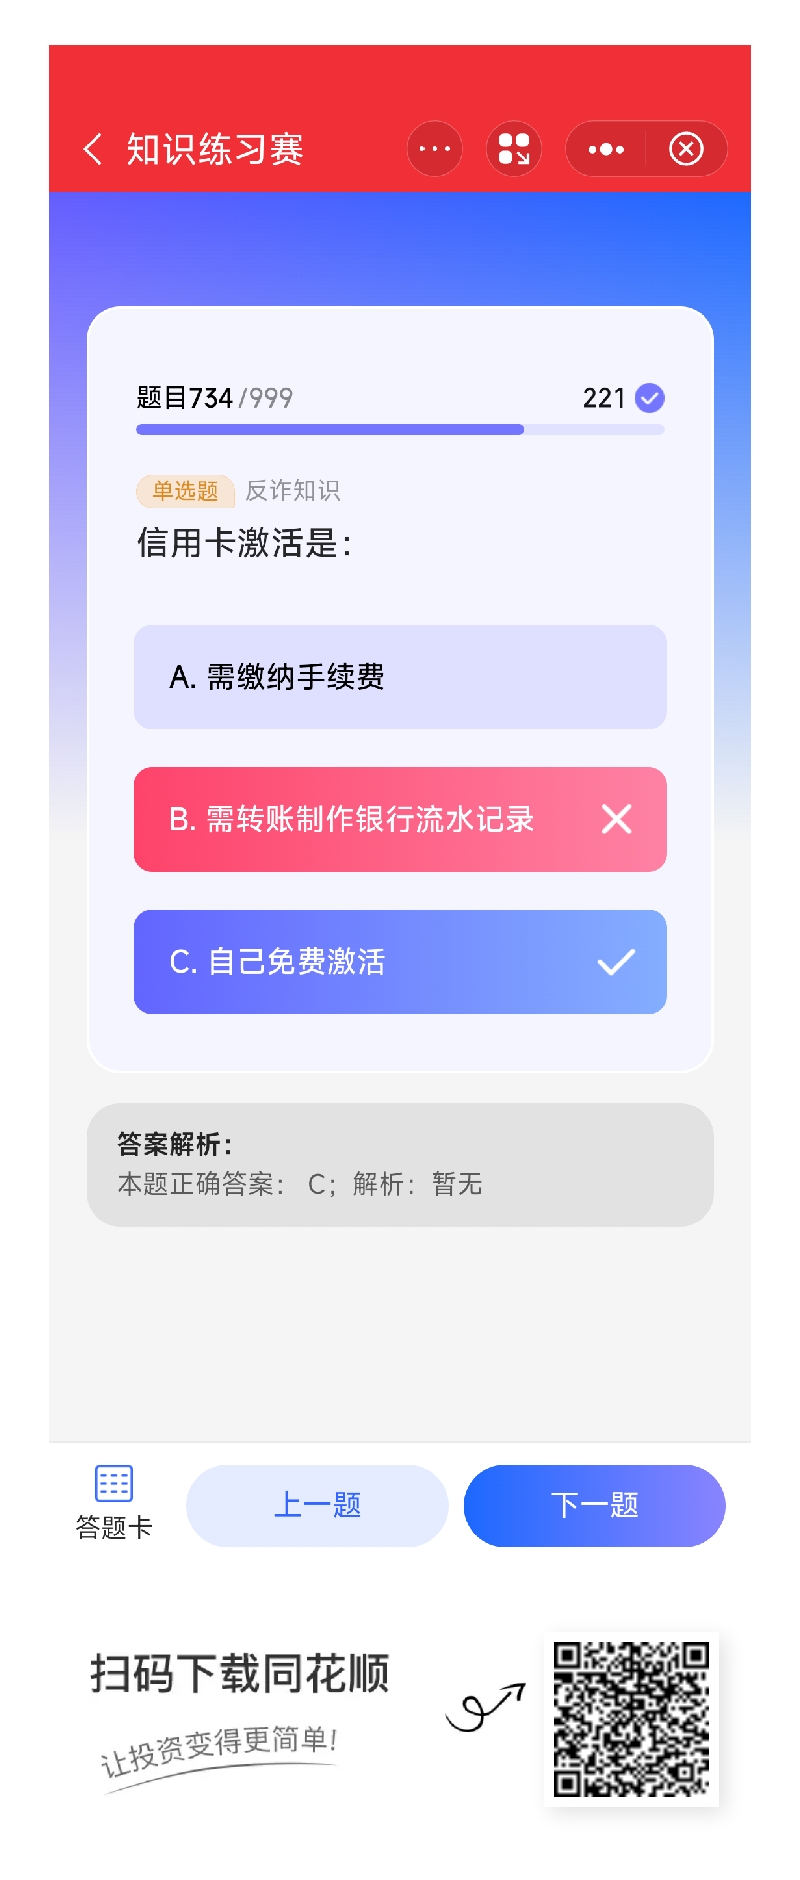 知识练习赛
题目734/999
221
单选题 反诈知识
信用卡激活是：
A. 需缴纳手续费
B. 需转账制作银行流水记录
C. 自己免费激活
答案解析：
本题正确答案： C；解析：暂无
答题卡
上一题
下一题
扫码下载同花顺
让投资变得更简单!